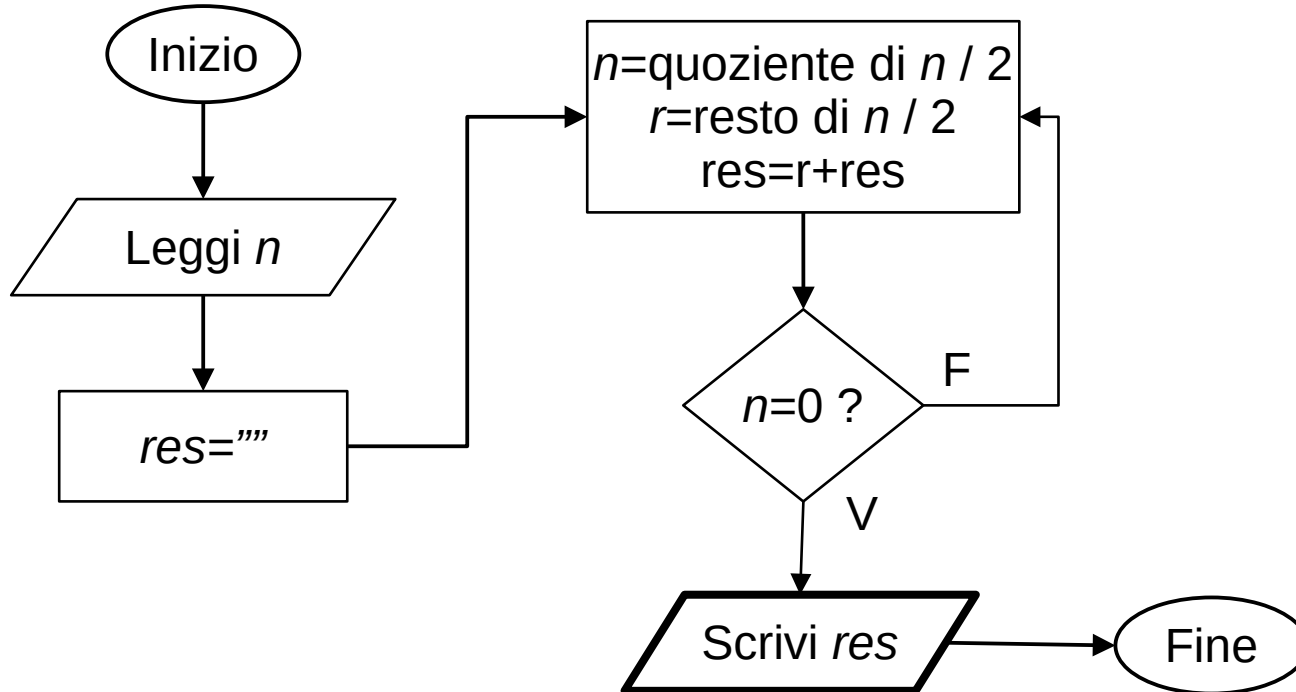 Inizio
Leggi n
res=””
n=quoziente di n / 2
r=resto di n / 2
res=r+res
n=0 ?
F
V
Scrivi res
Fine